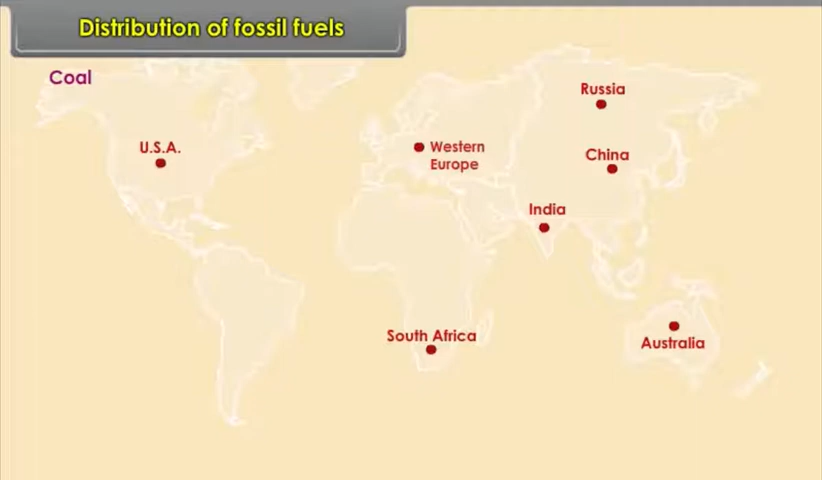 Distribution of fossil fuels
Coal
Russia
U.S.A.
Western
Europe
China
India
South Africa
Australia